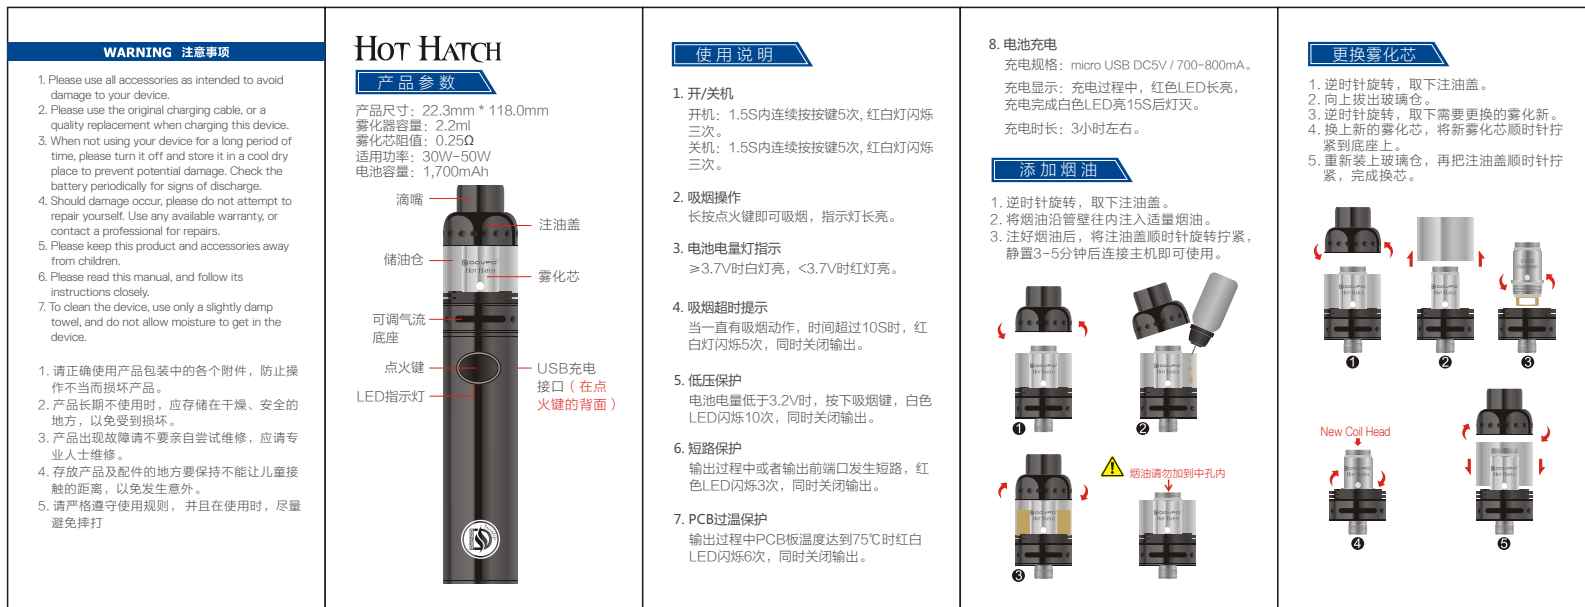 WARNING 注意事项
1. Please use all accessories as intended to avoid
damage to your device.
2. Please use the original charging cable, or a
quality replacement when charging this device.
3. When not using your device for a long period of
time, please turn it off and store it in a cool dry
place to prevent potential damage. Check the
battery periodically for signs of discharge.
4. Should damage occur, please do not attempt to
repair yourself. Use any available warranty, or
contact a professional for repairs.
5. Please keep this product and accessories away
from children.
6. Please read this manual, and follow its
instructions closely.
7. To clean the device, use only a slightly damp
towel, and do not allow moisture to get in the
device.
1. 请正确使用产品包装中的各个附件，防止操
作不当而损坏产品。
2. 产品长期不使用时，应存储在干燥、安全的
地方，以免受到损坏。
3. 产品出现故障请不要亲自尝试维修，应请专
业人士维修。
4. 存放产品及配件的地方要保持不能让儿童接
触的距离，以免发生意外。
5. 请严格遵守使用规则， 并且在使用时，尽量
避免摔打
HOT HATCH
产品参数
产品尺寸：22.3mm * 118.0mm
雾化器容量：2.2ml
雾化芯阻值：0.25Ω
适用功率：30W-50W
电池容量：1,700mAh
滴嘴
注油盖
储油仓
DOVPO
HOT HATCH
雾化芯
可调气流
底座
点火键
LED指示灯
USB充电
接口（在点
火键的背面）
使用说明
1. 开/关机
开机：1.5S内连续按按键5次, 红白灯闪烁
三次。
关机：1.5S内连续按按键5次, 红白灯闪烁
三次。
2. 吸烟操作
长按点火键即可吸烟，指示灯长亮。
3. 电池电量灯指示
≥3.7V时白灯亮，<3.7V时红灯亮。
4. 吸烟超时提示
当一直有吸烟动作，时间超过10S时，红
白灯闪烁5次，同时关闭输出。
5. 低压保护
电池电量低于3.2V时，按下吸烟键，白色
LED闪烁10次，同时关闭输出。
6. 短路保护
输出过程中或者输出前端口发生短路，红
色LED闪烁3次，同时关闭输出。
7. PCB过温保护
输出过程中PCB板温度达到75℃时红白
LED闪烁6次，同时关闭输出。
8. 电池充电
充电规格：micro USB DC5V / 700-800mA。
充电显示：充电过程中，红色LED长亮，
充电完成白色LED亮15S后灯灭。
充电时长：3小时左右。
添加烟油
1. 逆时针旋转，取下注油盖。
2. 将烟油沿管壁往内注入适量烟油。
3. 注好烟油后，将注油盖顺时针旋转拧紧，
静置3-5分钟后连接主机即可使用。
DOVPO
HOT HATCH
DOVPO
HOT HATCH
1
2
烟油请勿加到中孔内
DOVPO
HOT HATCH
DOVPO
HOT HATCH
3
更换雾化芯
1. 逆时针旋转，取下注油盖。
2. 向上拔出玻璃仓。
3. 逆时针旋转，取下需要更换的雾化新。
4. 换上新的雾化芯，将新雾化芯顺时针拧
紧到底座上。
5. 重新装上玻璃仓，再把注油盖顺时针拧
紧，完成换芯。
DOVPO
HOT HATCH
DOVPO
HOT HATCH
1
2
3
New Coil Head
DOVPO
HOT HATCH
DOVPO
HOT HATCH
4
5